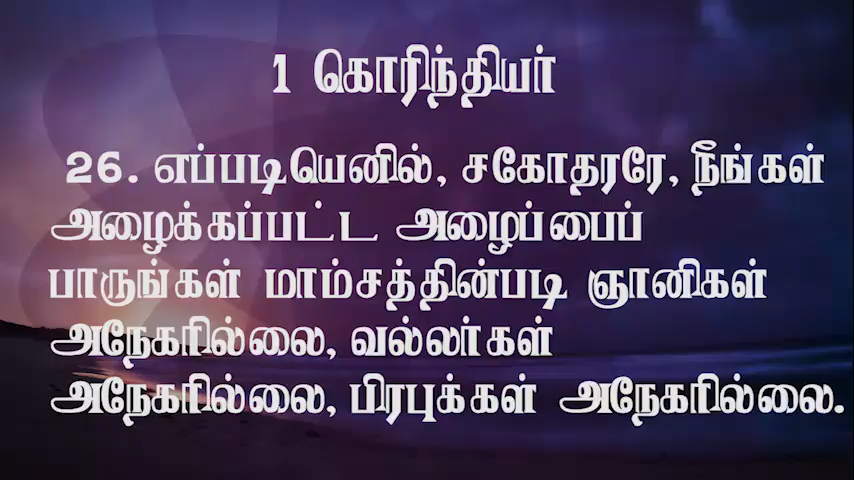 1 கொரிந்தியர்
26. எப்படியெனில், சகோதரரே, நீங்கள்
அழைக்கப்பட்ட அழைப்பைப்
பாருங்கள் மாம்சத்தின்படி ஞானிகள்
அநேகரில்லை, வல்லர்கள்
அநேகரில்லை, பிரபுக்கள் அநேகரில்லை.